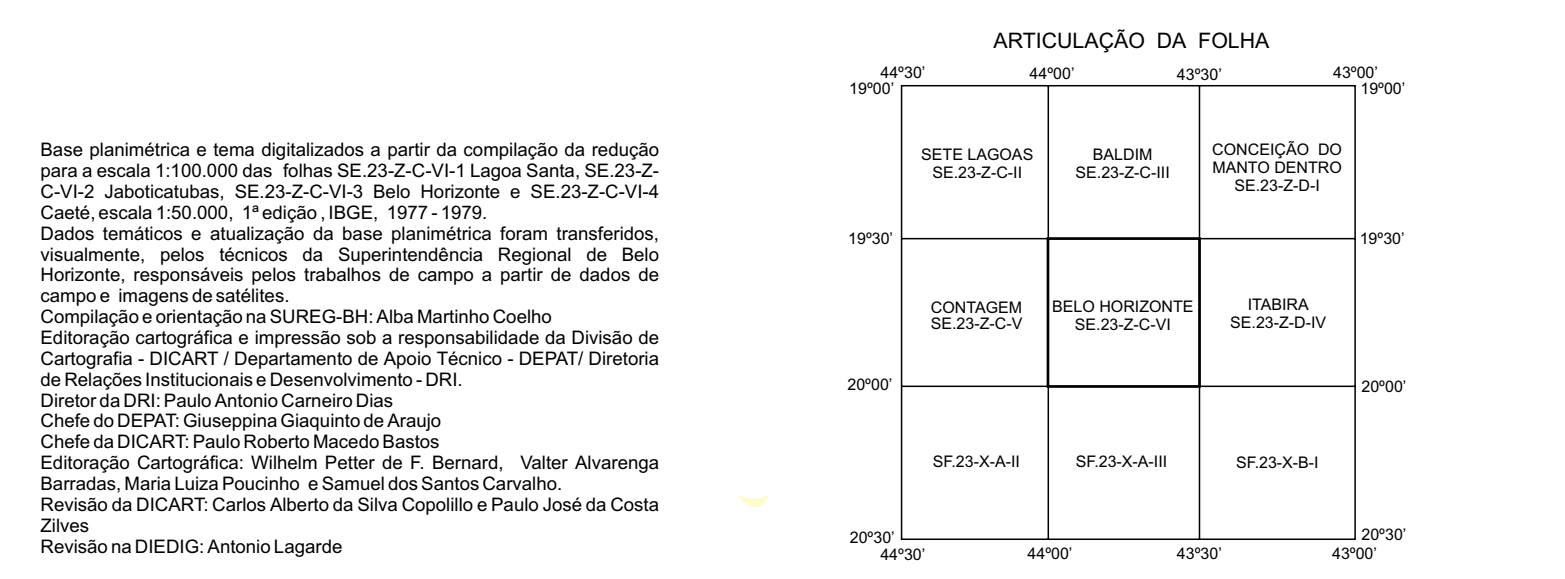 Base planimétrica e tema digitalizados a partir da compilação da redução
para a escala 1:100.000 das folhas SE.23-Z-C-VI-1 Lagoa Santa, SE.23-Z-
C-VI-2 Jaboticatubas, SE.23-Z-C-VI-3 Belo Horizonte e SE.23-Z-C-VI-4
Caeté, escala 1:50.000, 1ª edição , IBGE, 1977 - 1979.
Dados temáticos e atualização da base planimétrica foram transferidos,
visualmente, pelos técnicos da Superintendência Regional de Belo
Horizonte, responsáveis pelos trabalhos de campo a partir de dados de
campo e imagens de satélites.
Compilação e orientação na SUREG-BH: Alba Martinho Coelho
Editoração cartográfica e impressão sob a responsabilidade da Divisão de
Cartografia - DICART / Departamento de Apoio Técnico - DEPAT/ Diretoria
de Relações Institucionais e Desenvolvimento - DRI.
Diretor da DRI: Paulo Antonio Carneiro Dias
Chefe do DEPAT: Giuseppina Giaquinto de Araujo
Chefe da DICART: Paulo Roberto Macedo Bastos
Editoração Cartográfica: Wilhelm Petter de F. Bernard, Valter Alvarenga
Barradas, Maria Luiza Poucinho e Samuel dos Santos Carvalho.
Revisão da DICART: Carlos Alberto da Silva Copolillo e Paulo José da Costa
Zilves
Revisão na DIEDIG: Antonio Lagarde
ARTICULAÇÃO DA FOLHA
44º30' 44º00' 43º30' 43º00'
19º00' 19º00'
SETE LAGOAS
SE.23-Z-C-II
BALDIM
SE.23-Z-C-III
CONCEIÇÃO DO
MANTO DENTRO
SE.23-Z-D-I
19º30' 19º30'
CONTAGEM
SE.23-Z-C-V
BELO HORIZONTE
SE.23-Z-C-VI
ITABIRA
SE.23-Z-D-IV
20º00' 20º00'
SF.23-X-A-II SF.23-X-A-III SF.23-X-B-I
20º30' 20º30'
44º30' 44º00' 43º30' 43º00'